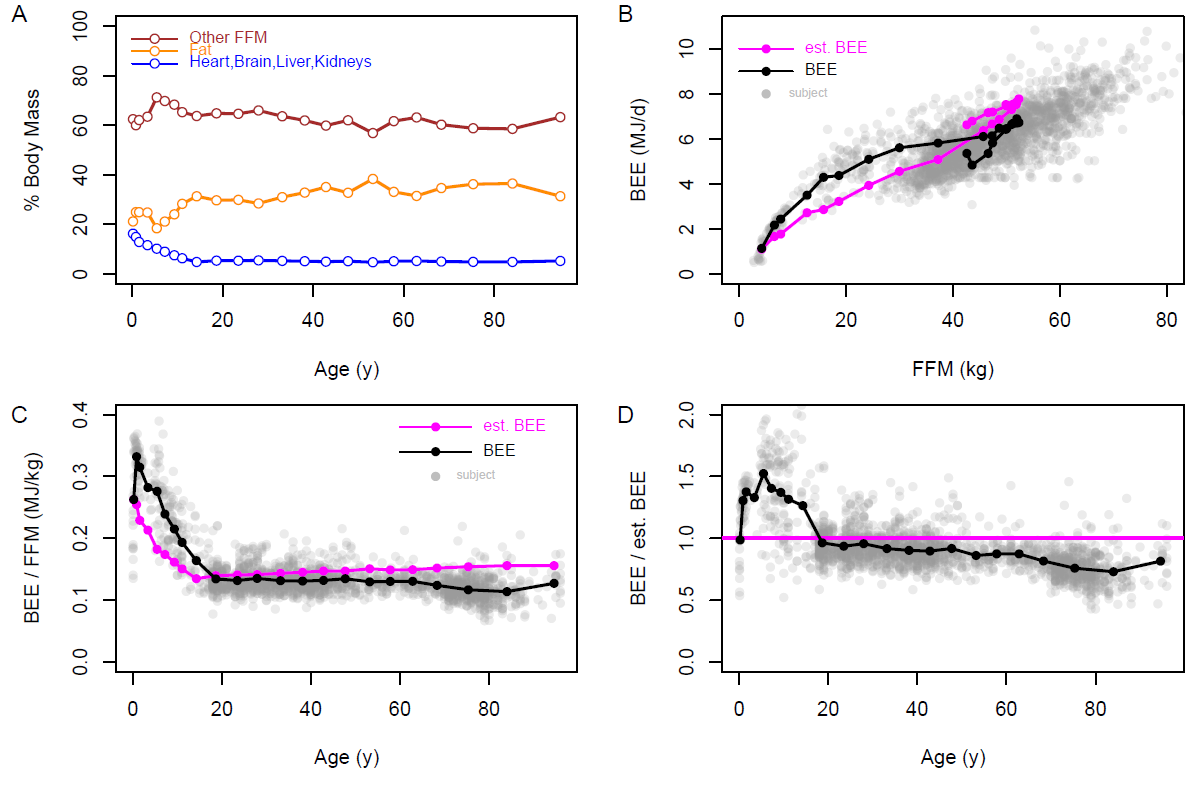 A
% Body Mass
100
80
60
40
20
0
Other FFM
Fat
Heart,Brain,Liver,Kidneys
0 20 40 60 80
Age (y)
B
BEE (MJ/d)
10
8
6
4
2
0
est. BEE
BEE
subject
0 20 40 60 80
FFM (kg)
C
BEE / FFM (MJ/kg)
0.4
0.3
0.2
0.1
0.0
est. BEE
BEE
subject
0 20 40 60 80
Age (y)
D
BEE / est. BEE
2.0
1.5
1.0
0.5
0.0
0 20 40 60 80
Age (y)